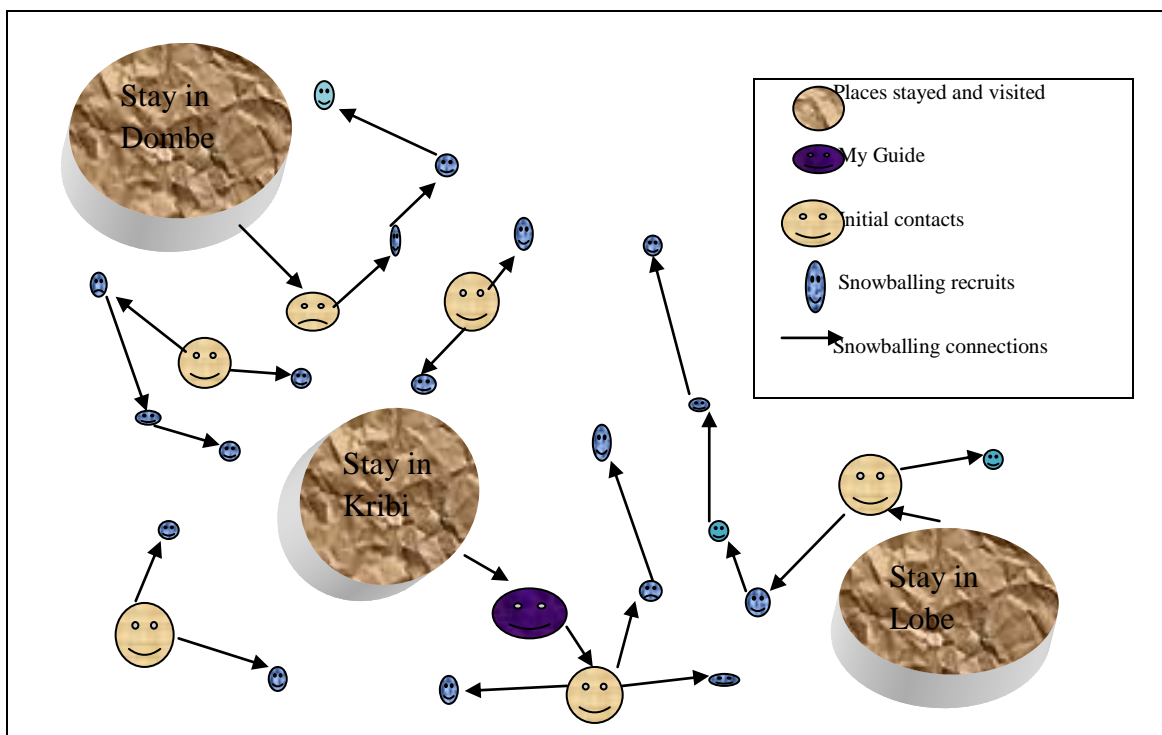 Stay in
Dombe
Places stayed and visited
My Guide
Initial contacts
Snowballing recruits
Snowballing connections
Stay in
Kribi
Stay in
Lobe